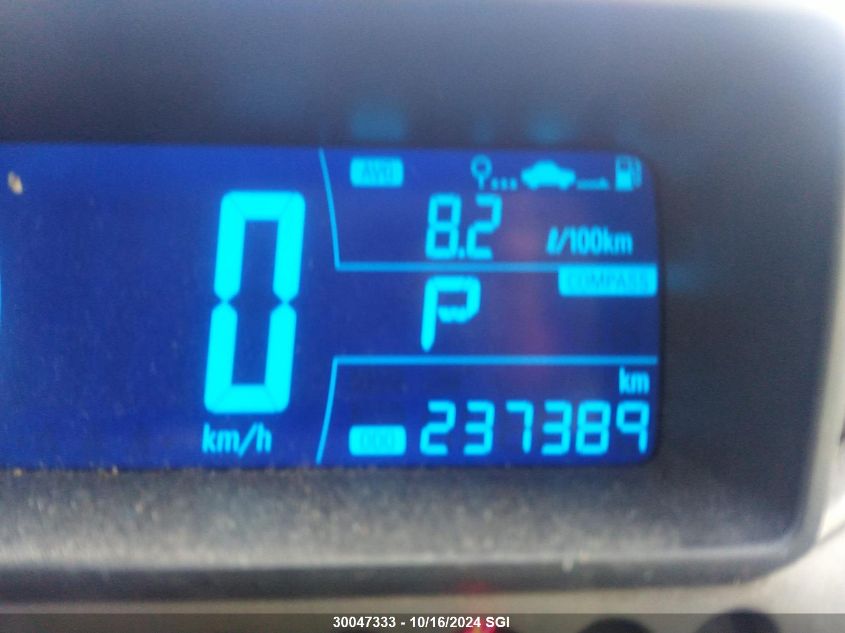 AVG
8.2 ℓ/100km
COMPASS
P
0
km/h
km
ODO 237389
30047333 - 10/16/2024 SGI